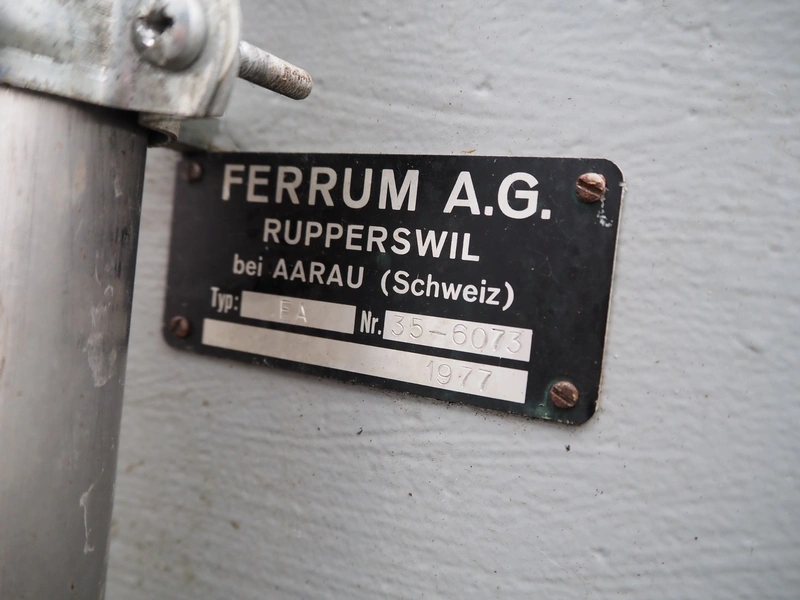 FERRUM A.G.
RUPPERSWIL
bei AARAU (Schweiz)
Typ: FA Nr. 35-6073
1977